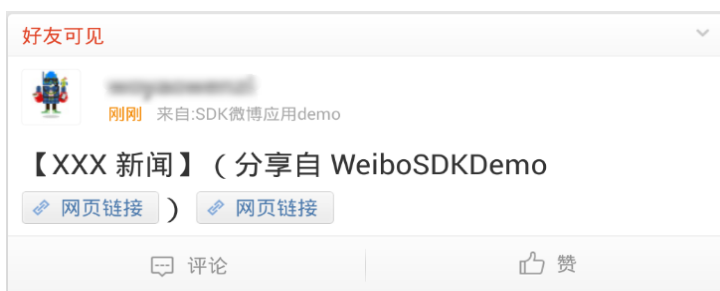 好友可见
刚刚 来自:SDK微博应用demo
【XXX 新闻】（分享自 WeiboSDKDemo
网页链接 ） 网页链接
评论 赞